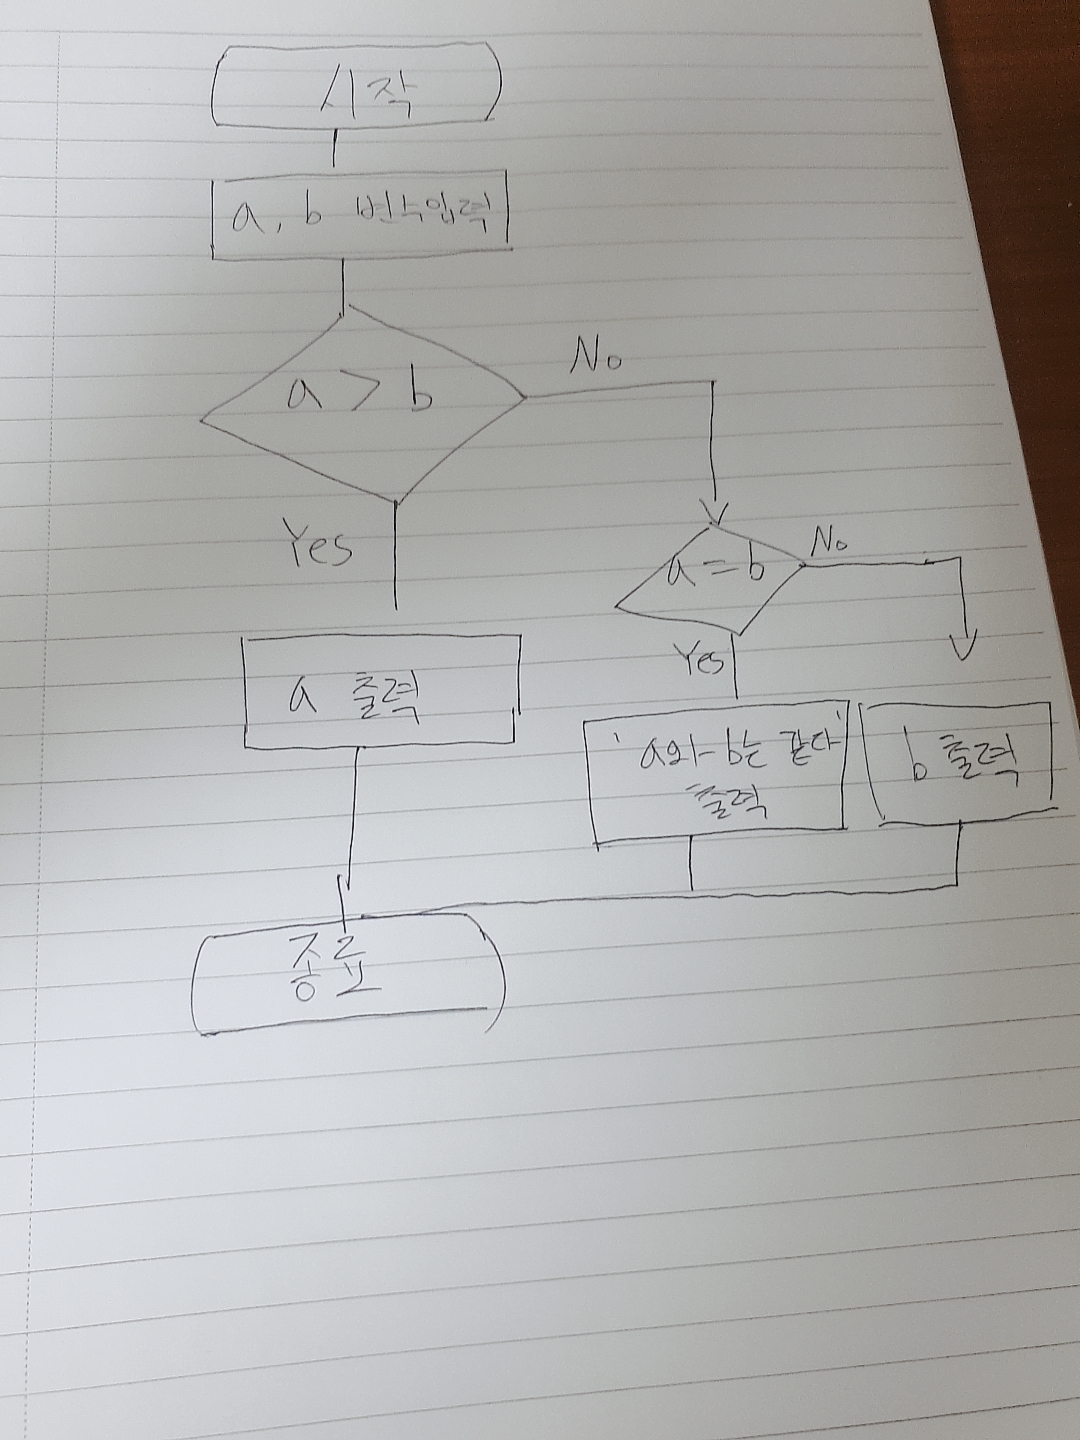 시작
a, b 변수입력
a > b
No
Yes
a = b
No
Yes
a 출력
'a와 b는 같다'
출력
b 출력
종료